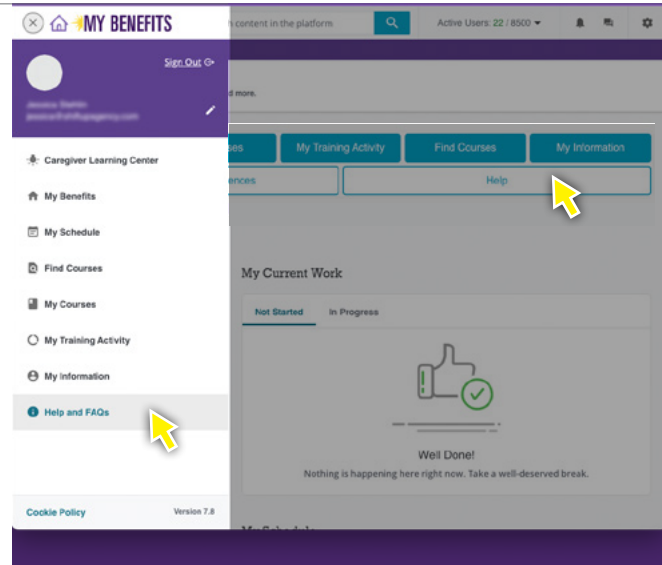 MY BENEFITS
content in the platform
Active Users: 22 / 8500
Sign Out
d more.
ses
My Training Activity
Find Courses
My Information
ences
Help
Caregiver Learning Center
My Benefits
My Schedule
Find Courses
My Courses
My Training Activity
My Information
Help and FAQs
My Current Work
Not Started
In Progress
Well Done!
Nothing is happening here right now. Take a well-deserved break.
Cookie Policy
Version 7.8